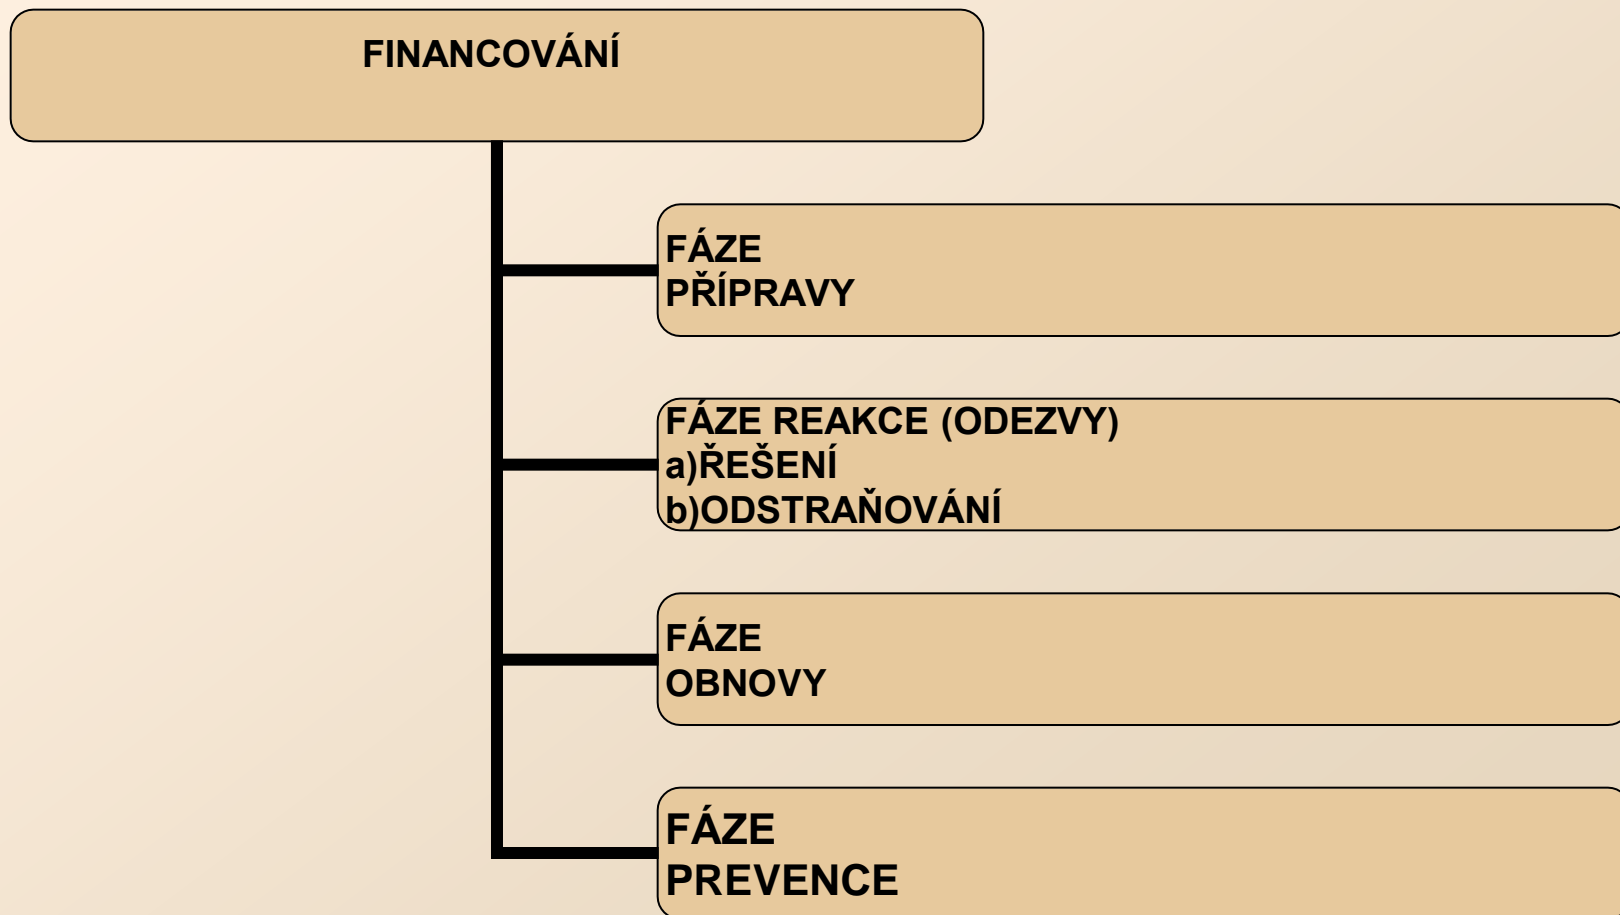 FINANCOVÁNÍ
FÁZE
PŘÍPRAVY
FÁZE REAKCE (ODEZVY)
a)ŘEŠENÍ
b)ODSTRAŇOVÁNÍ
FÁZE
OBNOVY
FÁZE
PREVENCE